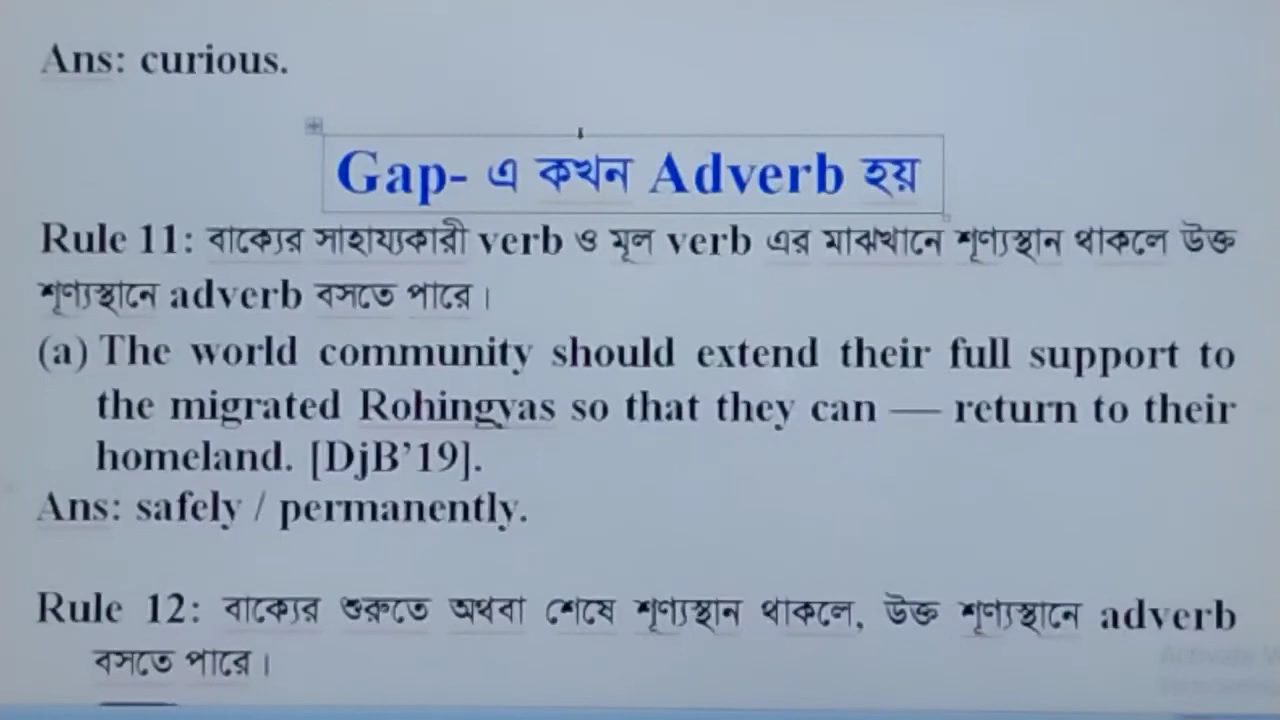 Ans: curious.
Gap- এ কখন Adverb হয়
Rule 11: বাক্যের সাহায্যকারী verb ও মূল verb এর মাঝখানে শূণ্যস্থান থাকলে উক্ত
শূণ্যস্থানে adverb বসতে পারে।
(a) The world community should extend their full support to
the migrated Rohingyas so that they can — return to their
homeland. [DjB’19].
Ans: safely / permanently.
Rule 12: বাক্যের শুরুতে অথবা শেষে শূণ্যস্থান থাকলে, উক্ত শূণ্যস্থানে adverb
বসতে পারে।